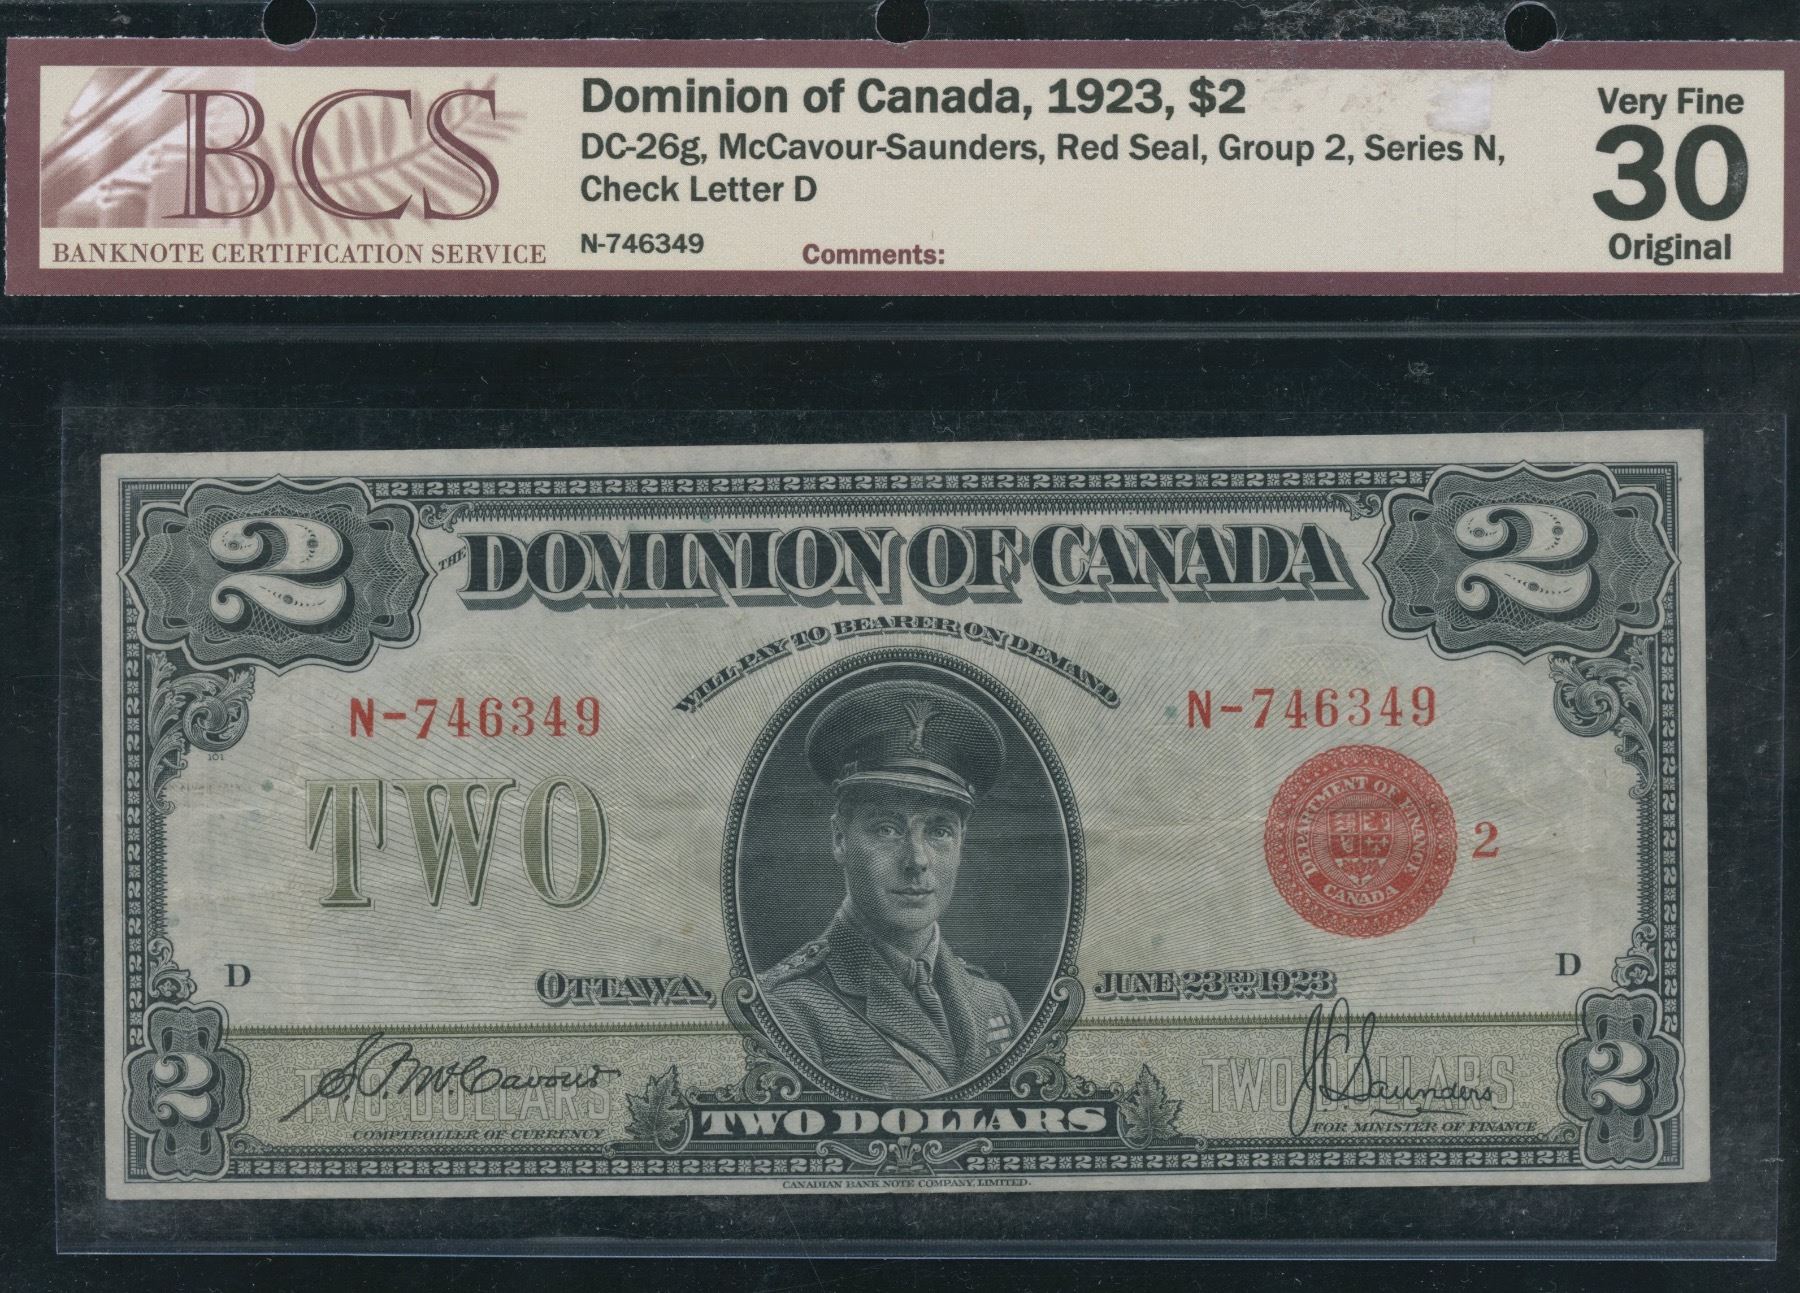 BCS
BANKNOTE CERTIFICATION SERVICE
Dominion of Canada, 1923, $2
DC-26g, McCavour-Saunders, Red Seal, Group 2, Series N,
Check Letter D
N-746349
Comments:
Very Fine
30
Original
2 2
THE DOMINION OF CANADA
WILL PAY TO BEARER ON DEMAND
N-746349 N-746349
101
TWO
DEPARTMENT OF FINANCE
CANADA
2
D D
OTTAWA, JUNE 23RD 1923
2 2
TWO DOLLARS TWO DOLLARS
S.P. McCavour J.C. Saunders
TWO DOLLARS
COMPTROLLER OF CURRENCY FOR MINISTER OF FINANCE
CANADIAN BANK NOTE COMPANY, LIMITED.